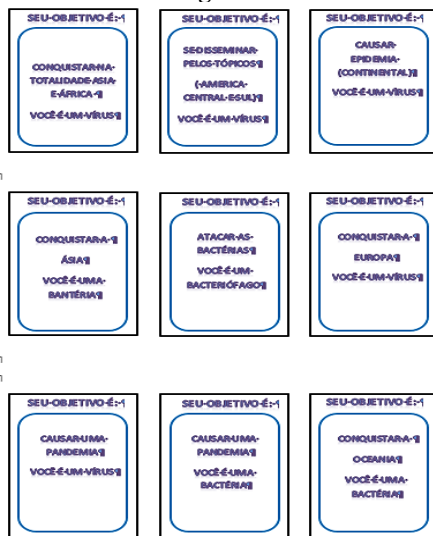 SEU·OBJETIVO·É:·¶
CONQUISTAR·NA·
TOTALIDADE·ASIA·
E·ÁFRICA·¶
VOCÊ·É·UM·VÍRUS¶
SEU·OBJETIVO·É:·¶
SE·DISSEMINAR·
PELOS·TÓPICOS¶
(·AMERICA·
CENTRAL·E·SUL)¶
VOCÊ·É·UM·VÍRUS¶
SEU·OBJETIVO·É:·¶
CAUSAR·
EPIDEMIA·
(CONTINENTAL)¶
VOCÊ·É·UM·VÍRUS¶
SEU·OBJETIVO·É:·¶
CONQUISTAR·A·¶
ÁSIA¶
VOCÊ·É·UMA·
BANTÉRIA¶
SEU·OBJETIVO·É:·¶
ATACAR·AS·
BACTÉRIAS¶
VOCÊ·É·UM·
BACTERIÓFAGO¶
SEU·OBJETIVO·É:·¶
CONQUISTAR·A·¶
EUROPA¶
VOCÊ·É·UM·VÍRUS¶
SEU·OBJETIVO·É:·¶
CAUSAR·UMA·
PANDEMIA¶
VOCÊ·É·UM·VÍRUS¶
SEU·OBJETIVO·É:·¶
CAUSAR·UMA·
PANDEMIA¶
VOCÊ·É·UMA·
BACTÉRIA¶
SEU·OBJETIVO·É:·¶
CONQUISTAR·A·¶
OCEANIA¶
VOCÊ·É·UMA·
BACTÉRIA¶